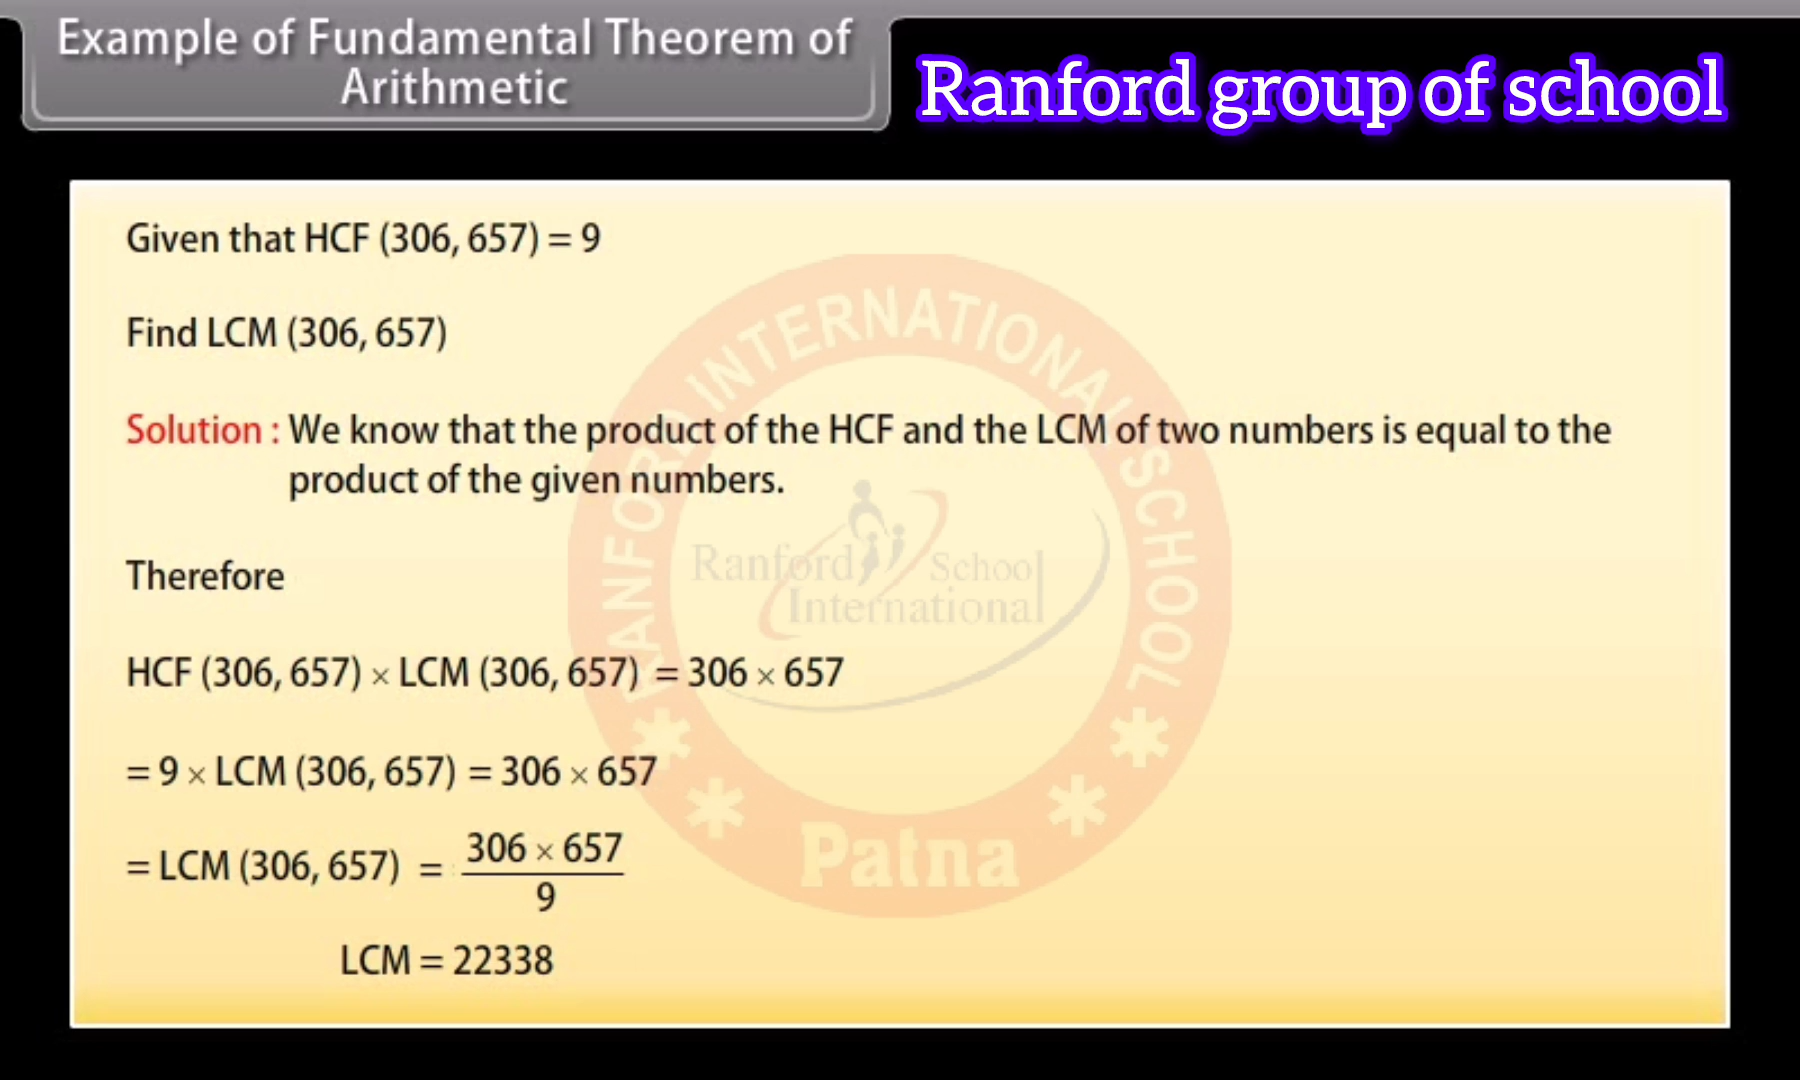 Example of Fundamental Theorem of
Arithmetic
Ranford group of school
Given that HCF (306, 657) = 9
Find LCM (306, 657)
Solution : We know that the product of the HCF and the LCM of two numbers is equal to the
product of the given numbers.
Therefore
HCF (306, 657) × LCM (306, 657) = 306 × 657
= 9 × LCM (306, 657) = 306 × 657
= LCM (306, 657) = 306 × 657
9
LCM = 22338
RANFORD INTERNATIONAL SCHOOL
Ranford School
International
Patna